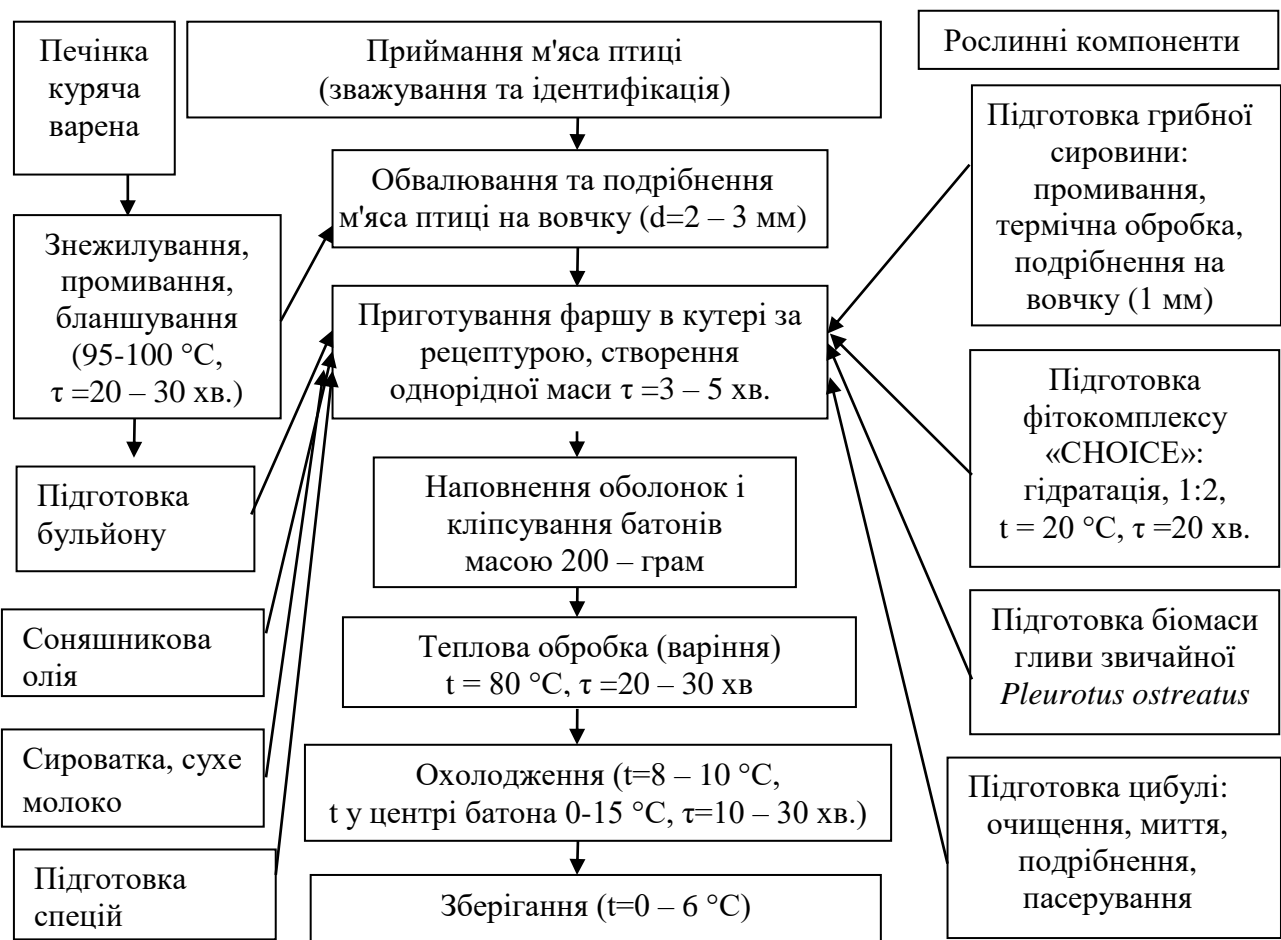 Печінка
куряча
варена
Приймання м'яса птиці
(зважування та ідентифікація)
Рослинні компоненти
Обвалювання та подрібнення
м'яса птиці на вовчку (d=2 – 3 мм)
Підготовка грибної
сировини:
промивання,
термічна обробка,
подрібнення на
вовчку (1 мм)
Знежилування,
промивання,
бланшування
(95-100 °С,
τ =20 – 30 хв.)
Приготування фаршу в кутері за
рецептурою, створення
однорідної маси τ =3 – 5 хв.
Підготовка
фітокомплексу
«CHOICE»:
гідратація, 1:2,
t = 20 °С, τ =20 хв.
Підготовка
бульйону
Наповнення оболонок і
кліпсування батонів
масою 200 – грам
Соняшникова
олія
Теплова обробка (варіння)
t = 80 °С, τ =20 – 30 хв
Підготовка біомаси
гливи звичайної
Pleurotus ostreatus
Сироватка, сухе
молоко
Охолодження (t=8 – 10 °С,
t у центрі батона 0-15 °С, τ=10 – 30 хв.)
Підготовка цибулі:
очищення, миття,
подрібнення,
пасерування
Підготовка
спецій
Зберігання (t=0 – 6 °С)